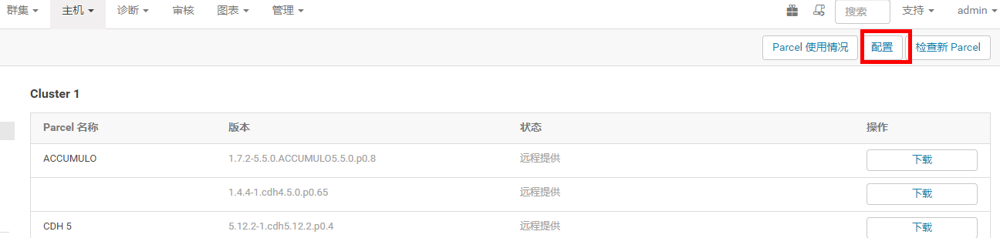 群集 主机 诊断 审核 图表 管理 搜索 支持 admin
Parcel 使用情况 配置 检查新 Parcel
Cluster 1
Parcel 名称 版本 状态 操作
ACCUMULO 1.7.2-5.5.0.ACCUMULO5.5.0.p0.8 远程提供 下载
1.4.4-1.cdh4.5.0.p0.65 远程提供 下载
CDH 5 5.12.2-1.cdh5.12.2.p0.4 远程提供 下载